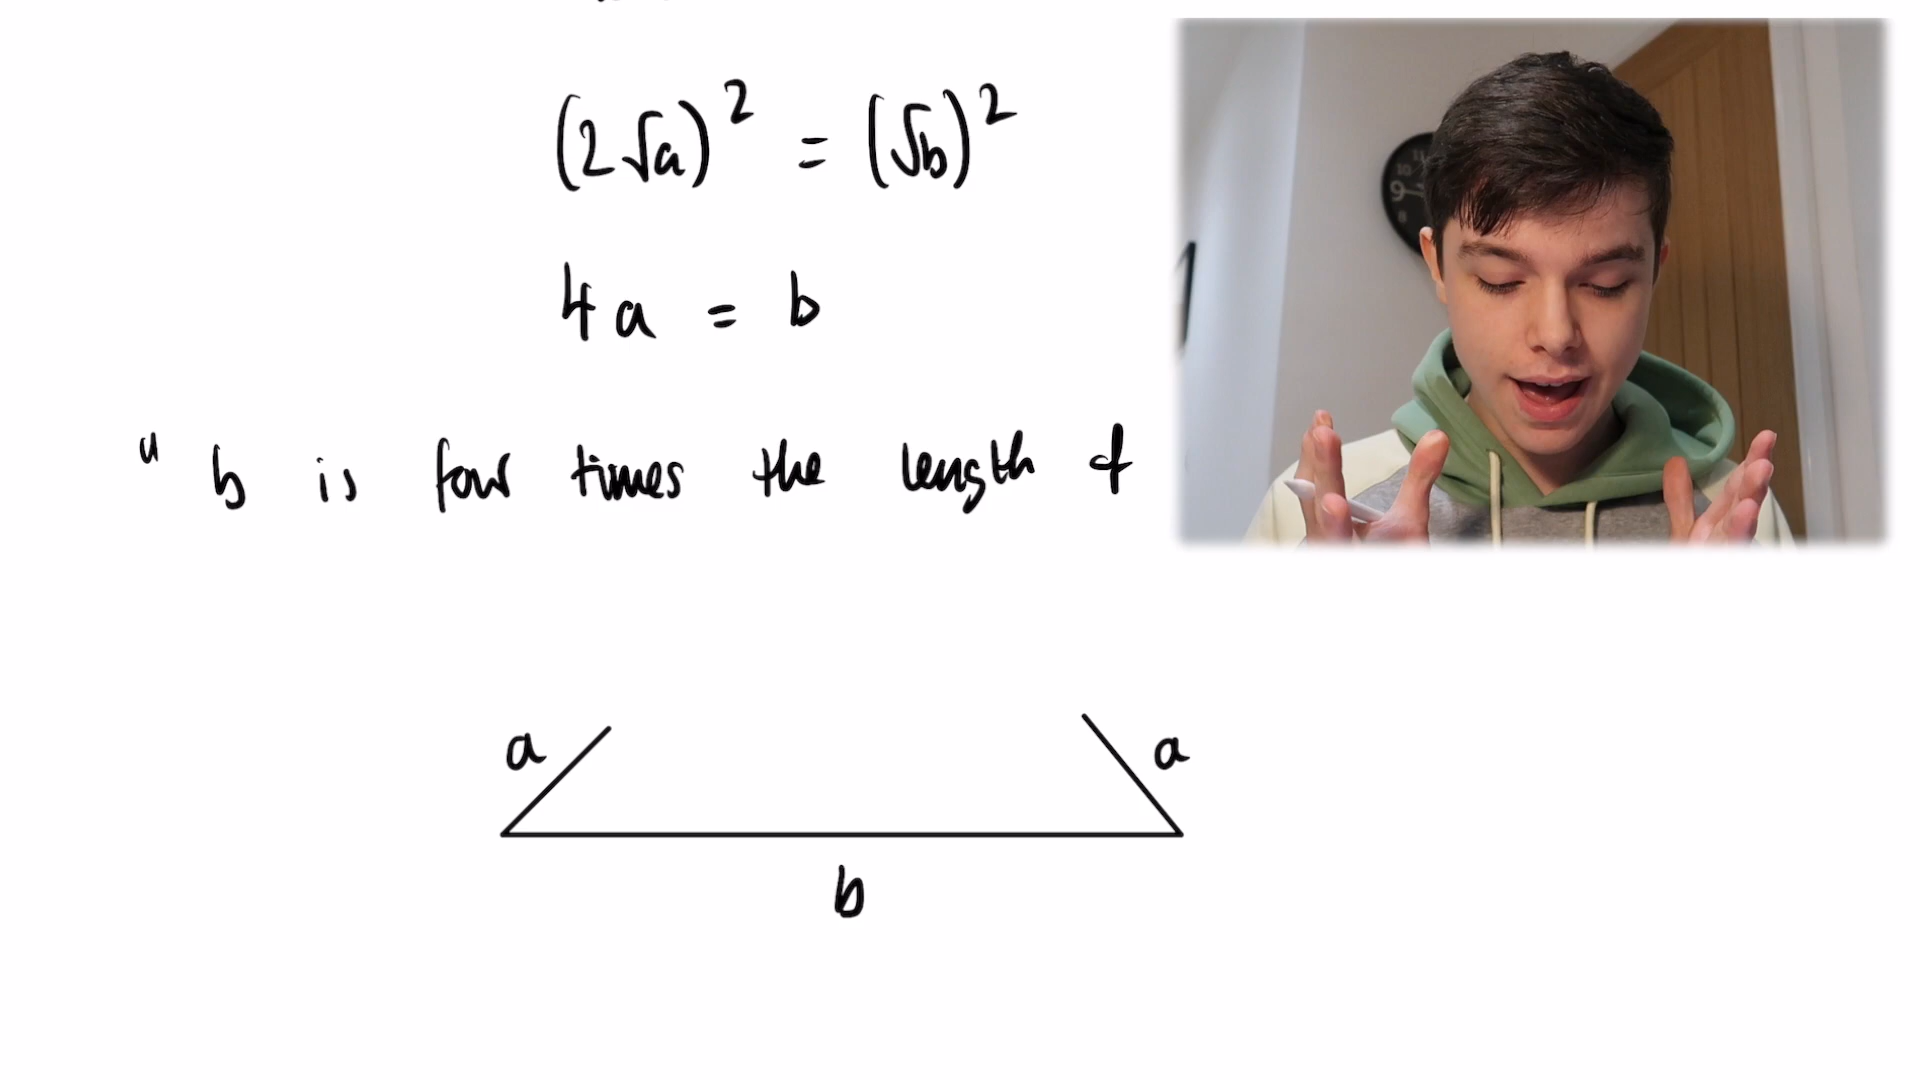 (2√a)² = (√b)²
4a = b
" b is four times the length of
a
a
b